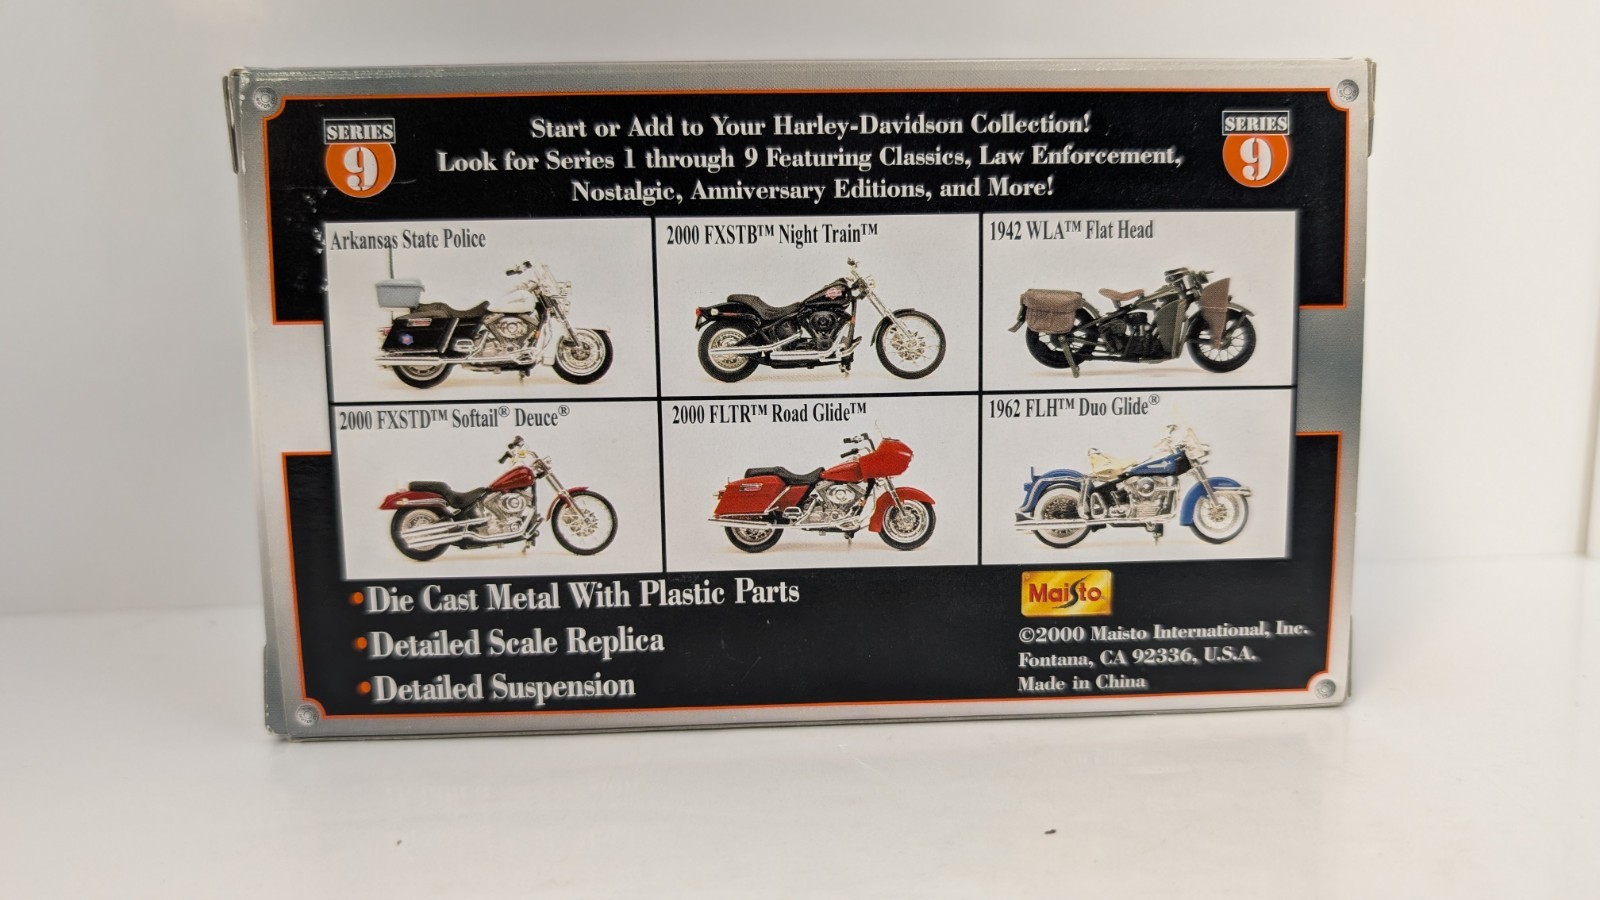 SERIES
9
Start or Add to Your Harley-Davidson Collection!
Look for Series 1 through 9 Featuring Classics, Law Enforcement,
Nostalgic, Anniversary Editions, and More!
SERIES
9
Arkansas State Police
2000 FXSTB™ Night Train™
1942 WLA™ Flat Head
2000 FXSTD™ Softail® Deuce®
2000 FLTR™ Road Glide™
1962 FLH™ Duo Glide®
•Die Cast Metal With Plastic Parts
•Detailed Scale Replica
•Detailed Suspension
Maisto
©2000 Maisto International, Inc.
Fontana, CA 92336, U.S.A.
Made in China